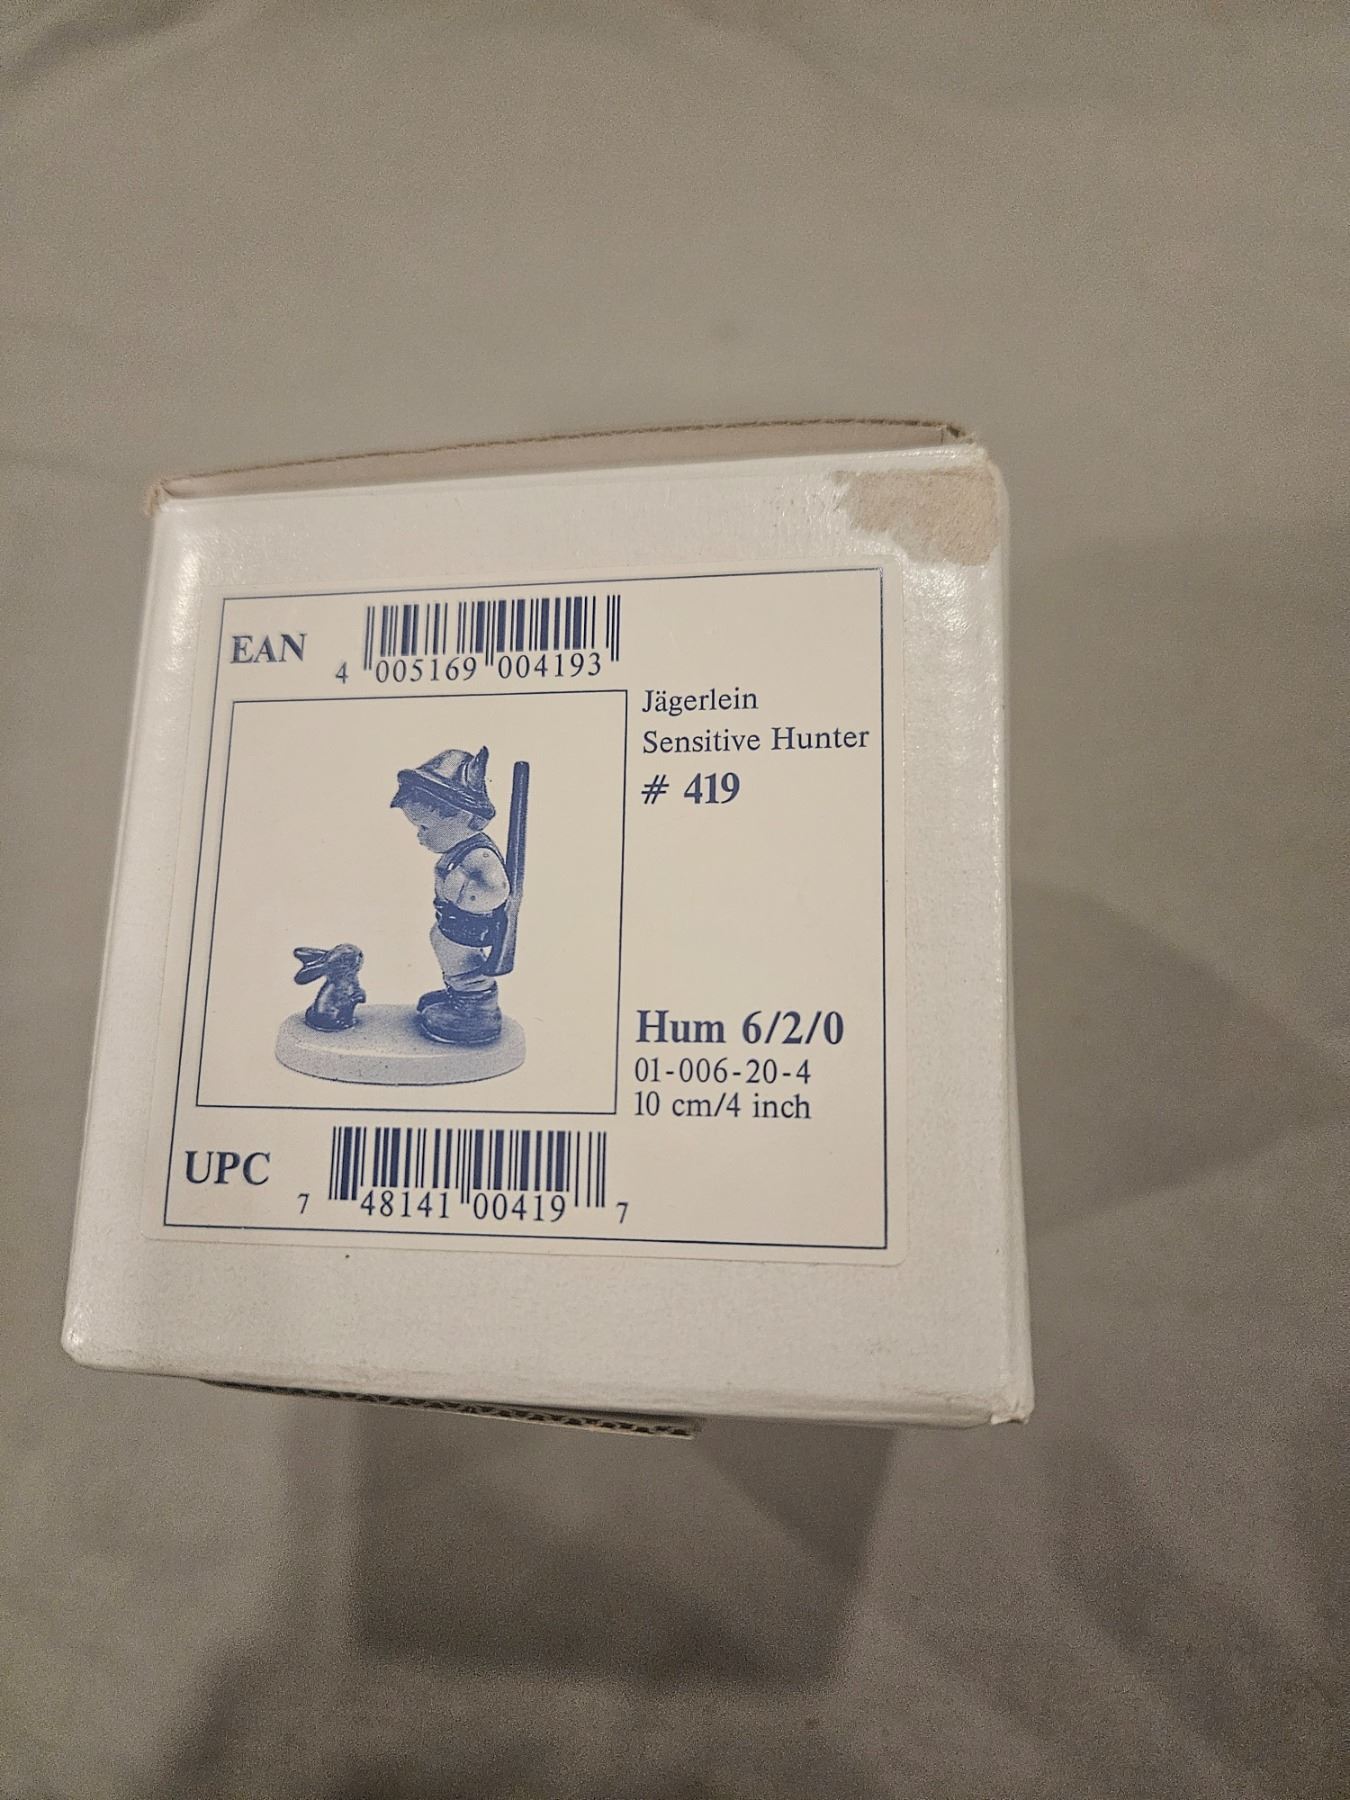 EAN
4 005169 004193
Jägerlein
Sensitive Hunter
# 419
Hum 6/2/0
01-006-20-4
10 cm/4 inch
UPC
7 48141 00419 7